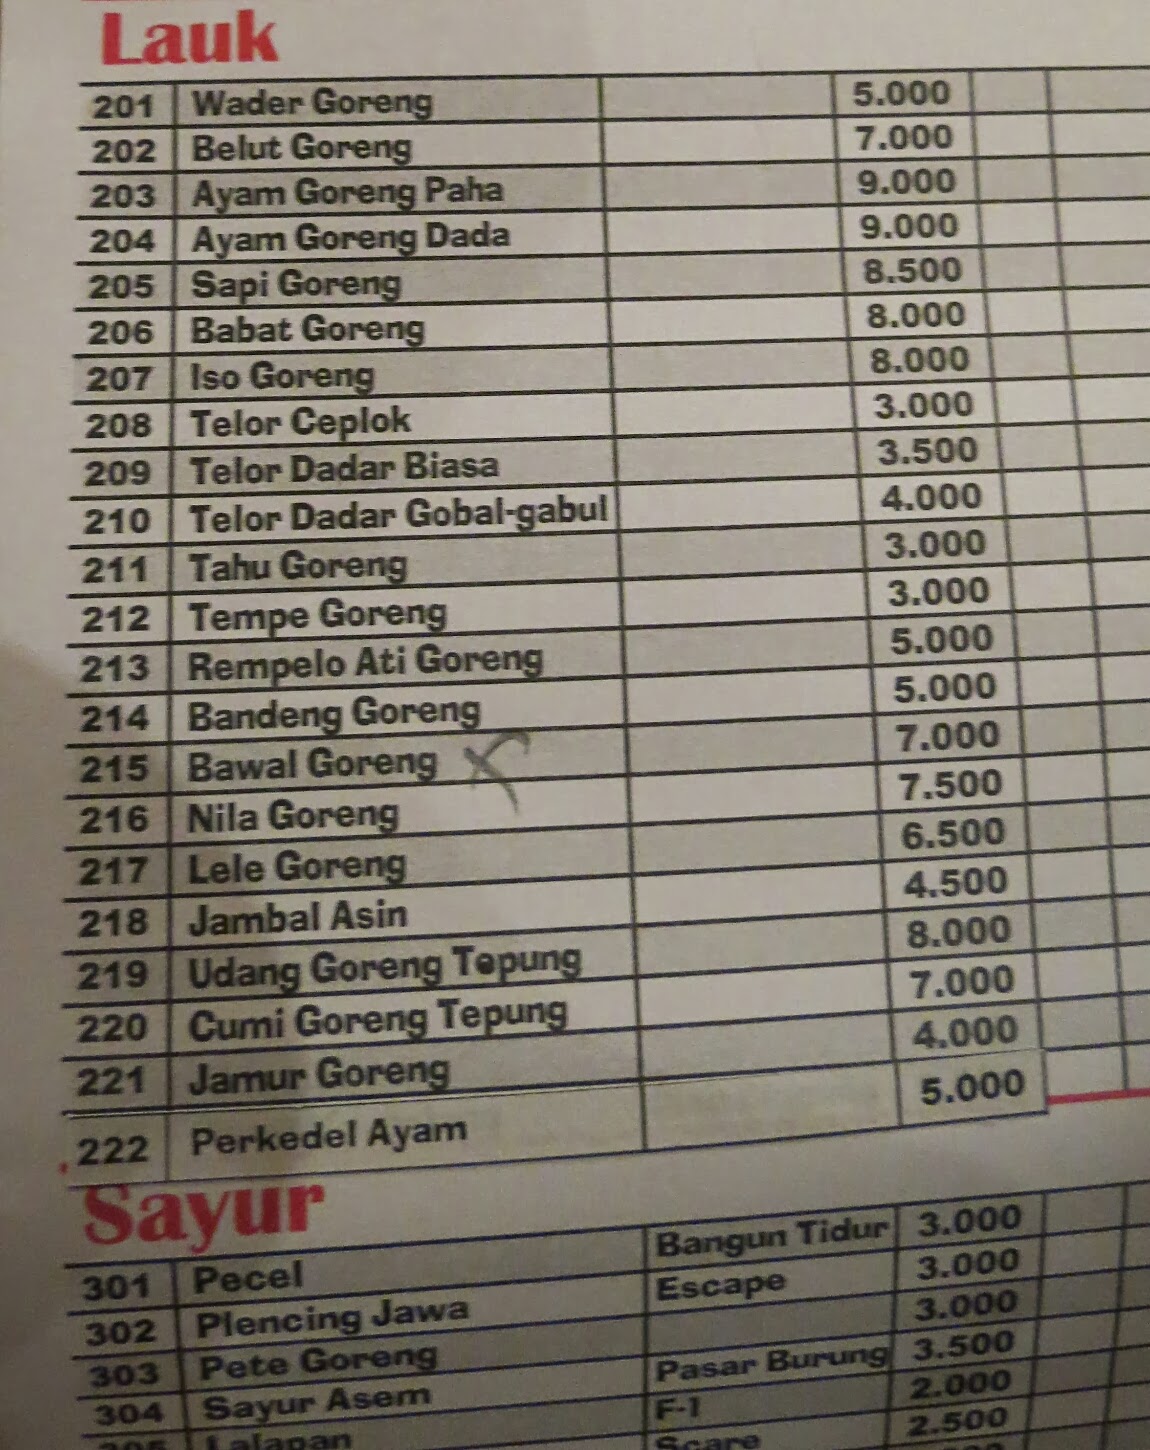 Lauk
201 Wader Goreng 5.000
202 Belut Goreng 7.000
203 Ayam Goreng Paha 9.000
204 Ayam Goreng Dada 9.000
205 Sapi Goreng 8.500
206 Babat Goreng 8.000
207 Iso Goreng 8.000
208 Telor Ceplok 3.000
209 Telor Dadar Biasa 3.500
210 Telor Dadar Gobal-gabul 4.000
211 Tahu Goreng 3.000
212 Tempe Goreng 3.000
213 Rempelo Ati Goreng 5.000
214 Bandeng Goreng 5.000
215 Bawal Goreng 7.000
216 Nila Goreng 7.500
217 Lele Goreng 6.500
218 Jambal Asin 4.500
219 Udang Goreng Tepung 8.000
220 Cumi Goreng Tepung 7.000
221 Jamur Goreng 4.000
222 Perkedel Ayam 5.000
Sayur
301 Pecel Bangun Tidur 3.000
302 Plencing Jawa Escape 3.000
303 Pete Goreng 3.000
304 Sayur Asem Pasar Burung 3.500
305 Lalapan F-1 2.000
Scare 2.500